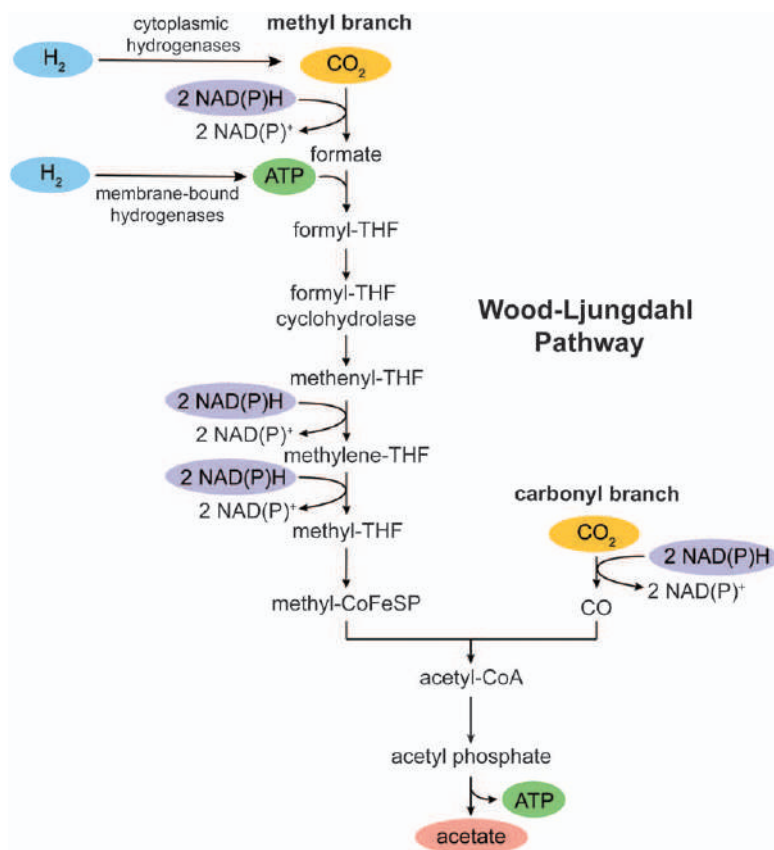 cytoplasmic
hydrogenases
methyl branch
H₂
CO₂
2 NAD(P)H
2 NAD(P)⁺
formate
H₂
ATP
membrane-bound
hydrogenases
formyl-THF
formyl-THF
cyclohydrolase
Wood-Ljungdahl
Pathway
methenyl-THF
2 NAD(P)H
2 NAD(P)⁺
methylene-THF
2 NAD(P)H
2 NAD(P)⁺
methyl-THF
carbonyl branch
CO₂
2 NAD(P)H
2 NAD(P)⁺
CO
methyl-CoFeSP
acetyl-CoA
acetyl phosphate
ATP
acetate